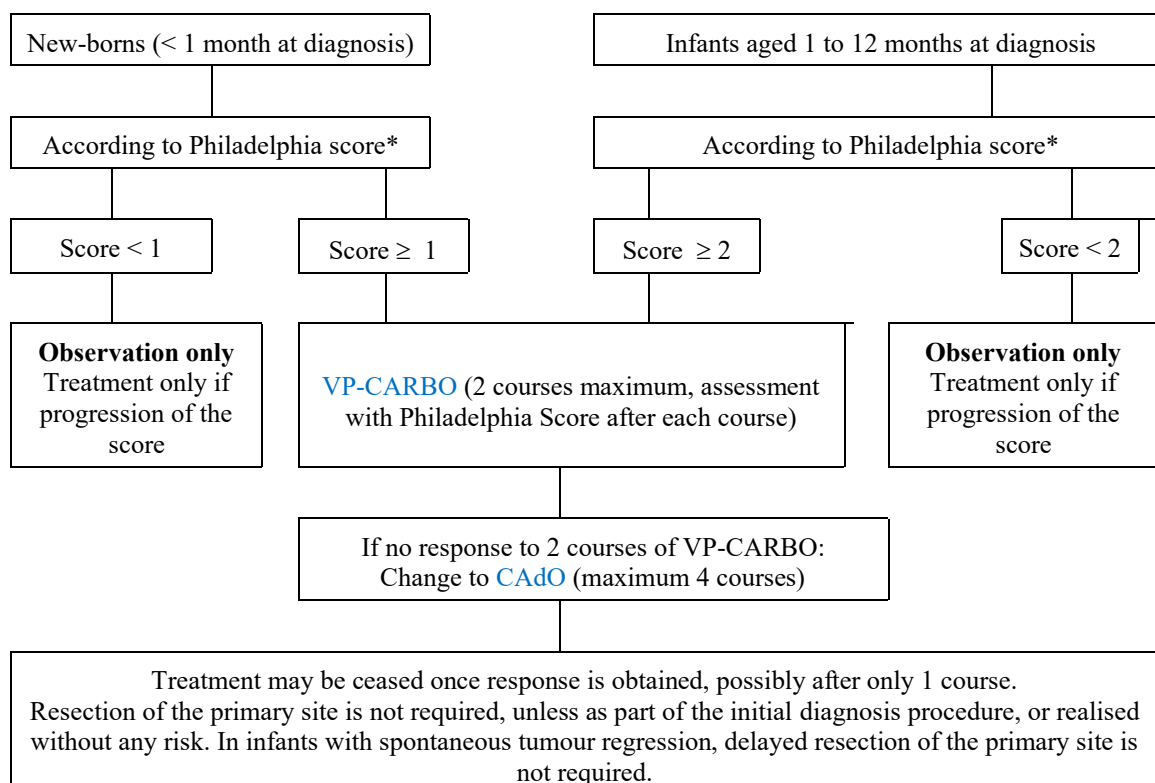 New-borns (< 1 month at diagnosis)
Infants aged 1 to 12 months at diagnosis
According to Philadelphia score*
According to Philadelphia score*
Score < 1
Score ≥ 1
Score ≥ 2
Score < 2
Observation only
Treatment only if
progression of the
score
VP-CARBO (2 courses maximum, assessment
with Philadelphia Score after each course)
Observation only
Treatment only if
progression of the
score
If no response to 2 courses of VP-CARBO:
Change to CAdO (maximum 4 courses)
Treatment may be ceased once response is obtained, possibly after only 1 course.
Resection of the primary site is not required, unless as part of the initial diagnosis procedure, or realised
without any risk. In infants with spontaneous tumour regression, delayed resection of the primary site is
not required.